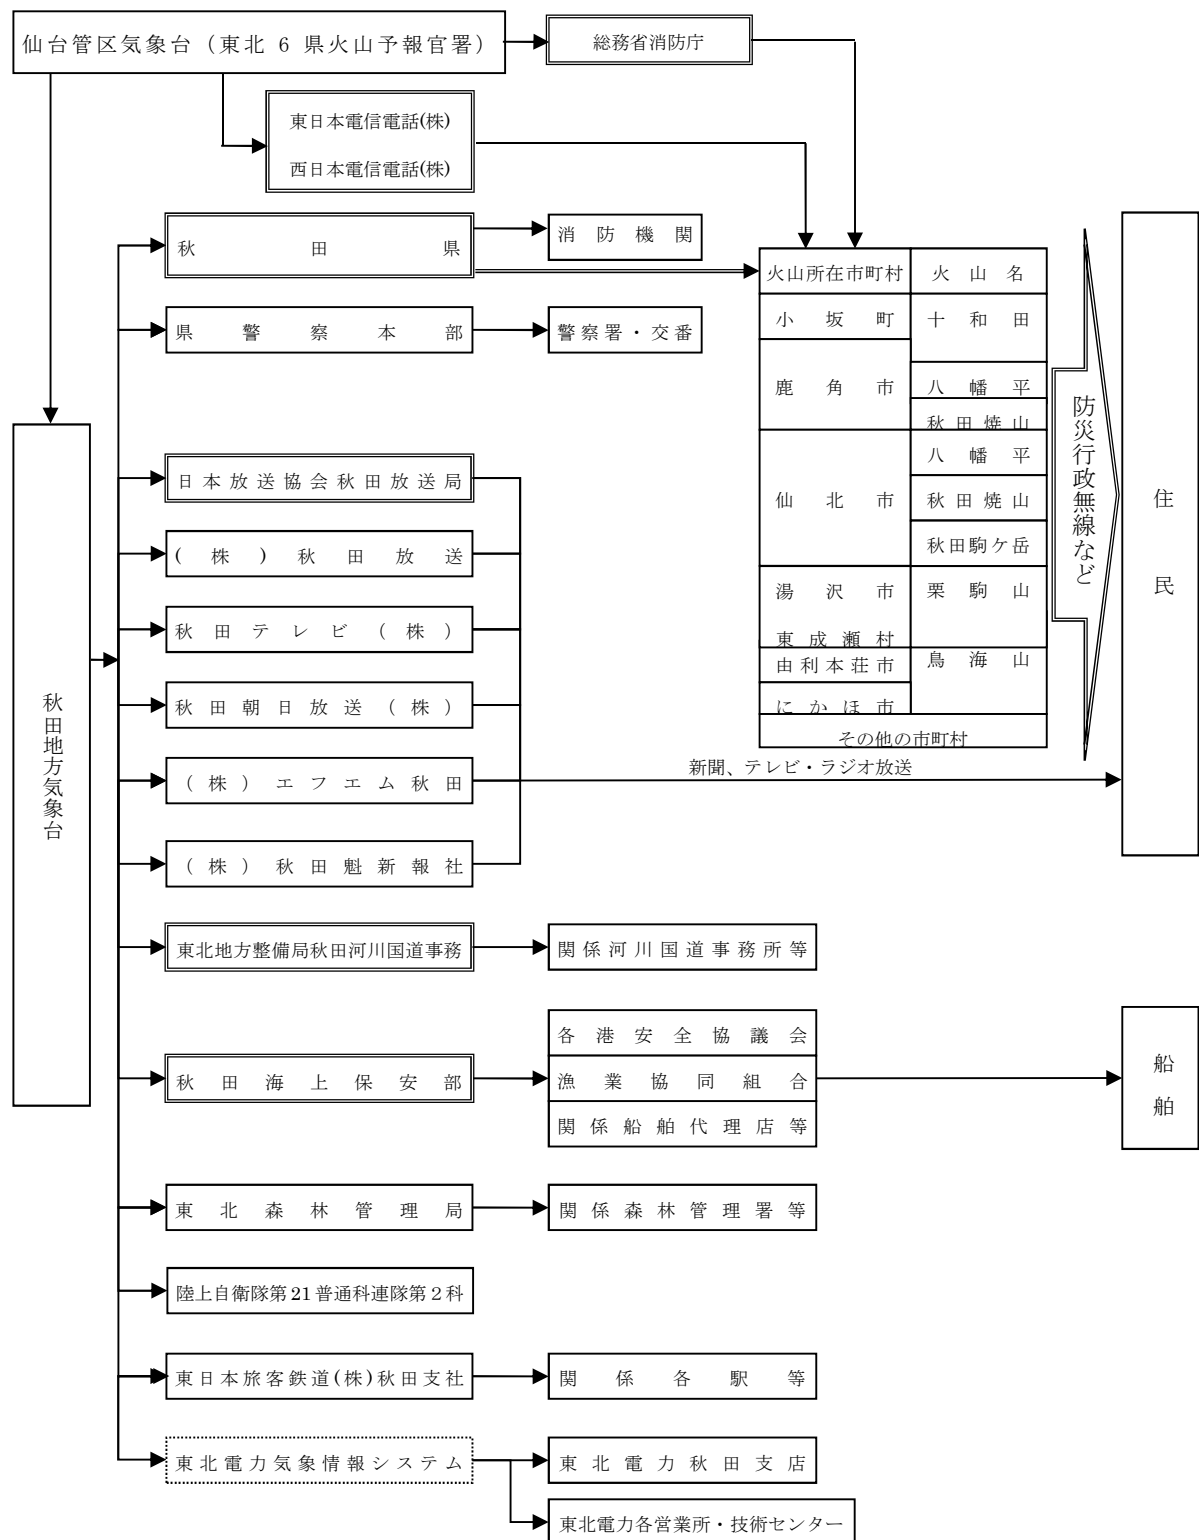 仙台管区気象台（東北 6 県火山予報官署）
総務省消防庁
東日本電信電話(株)
西日本電信電話(株)
秋田県
消防機関
火山所在市町村 火山名
小坂町 十和田
県警察本部
警察署・交番
鹿角市 八幡平
秋田焼山
八幡平
仙北市 秋田焼山
秋田駒ケ岳
湯沢市 栗駒山
東成瀬村
由利本荘市 鳥海山
にかほ市
その他の市町村
防災行政無線など
住民
秋田地方気象台
日本放送協会秋田放送局
(株)秋田放送
秋田テレビ(株)
秋田朝日放送(株)
(株)エフエム秋田
新聞、テレビ・ラジオ放送
(株)秋田魁新報社
東北地方整備局秋田河川国道事務
関係河川国道事務所等
各港安全協議会
秋田海上保安部
漁業協同組合
関係船舶代理店等
船舶
東北森林管理局
関係森林管理署等
陸上自衛隊第21普通科連隊第２科
東日本旅客鉄道(株)秋田支社
関係各駅等
東北電力気象情報システム
東北電力秋田支店
東北電力各営業所・技術センター